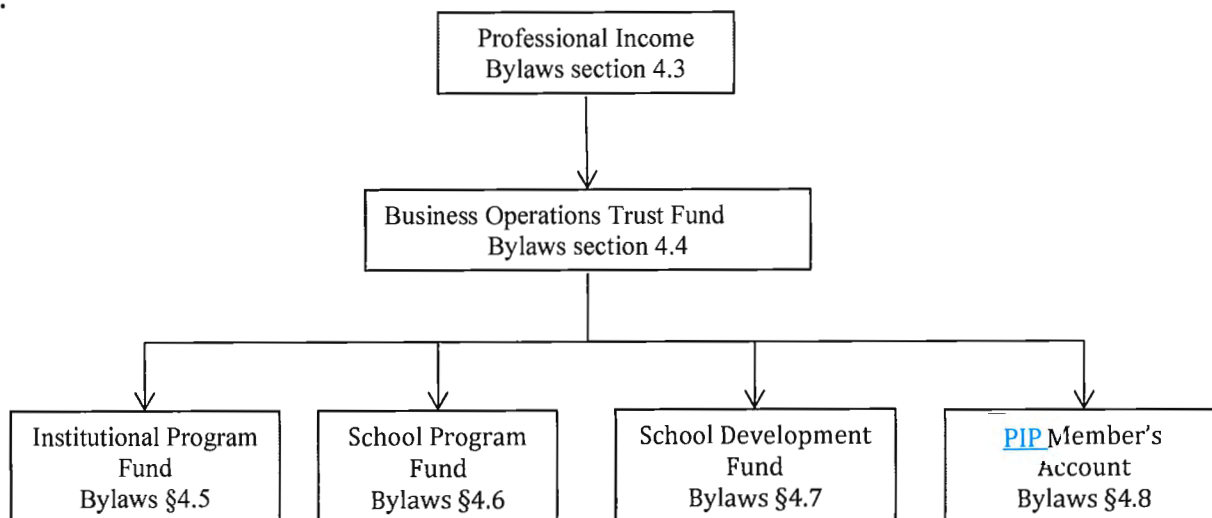 Professional Income
Bylaws section 4.3
Business Operations Trust Fund
Bylaws section 4.4
Institutional Program
Fund
Bylaws §4.5
School Program
Fund
Bylaws §4.6
School Development
Fund
Bylaws §4.7
PIP Member’s
Account
Bylaws §4.8